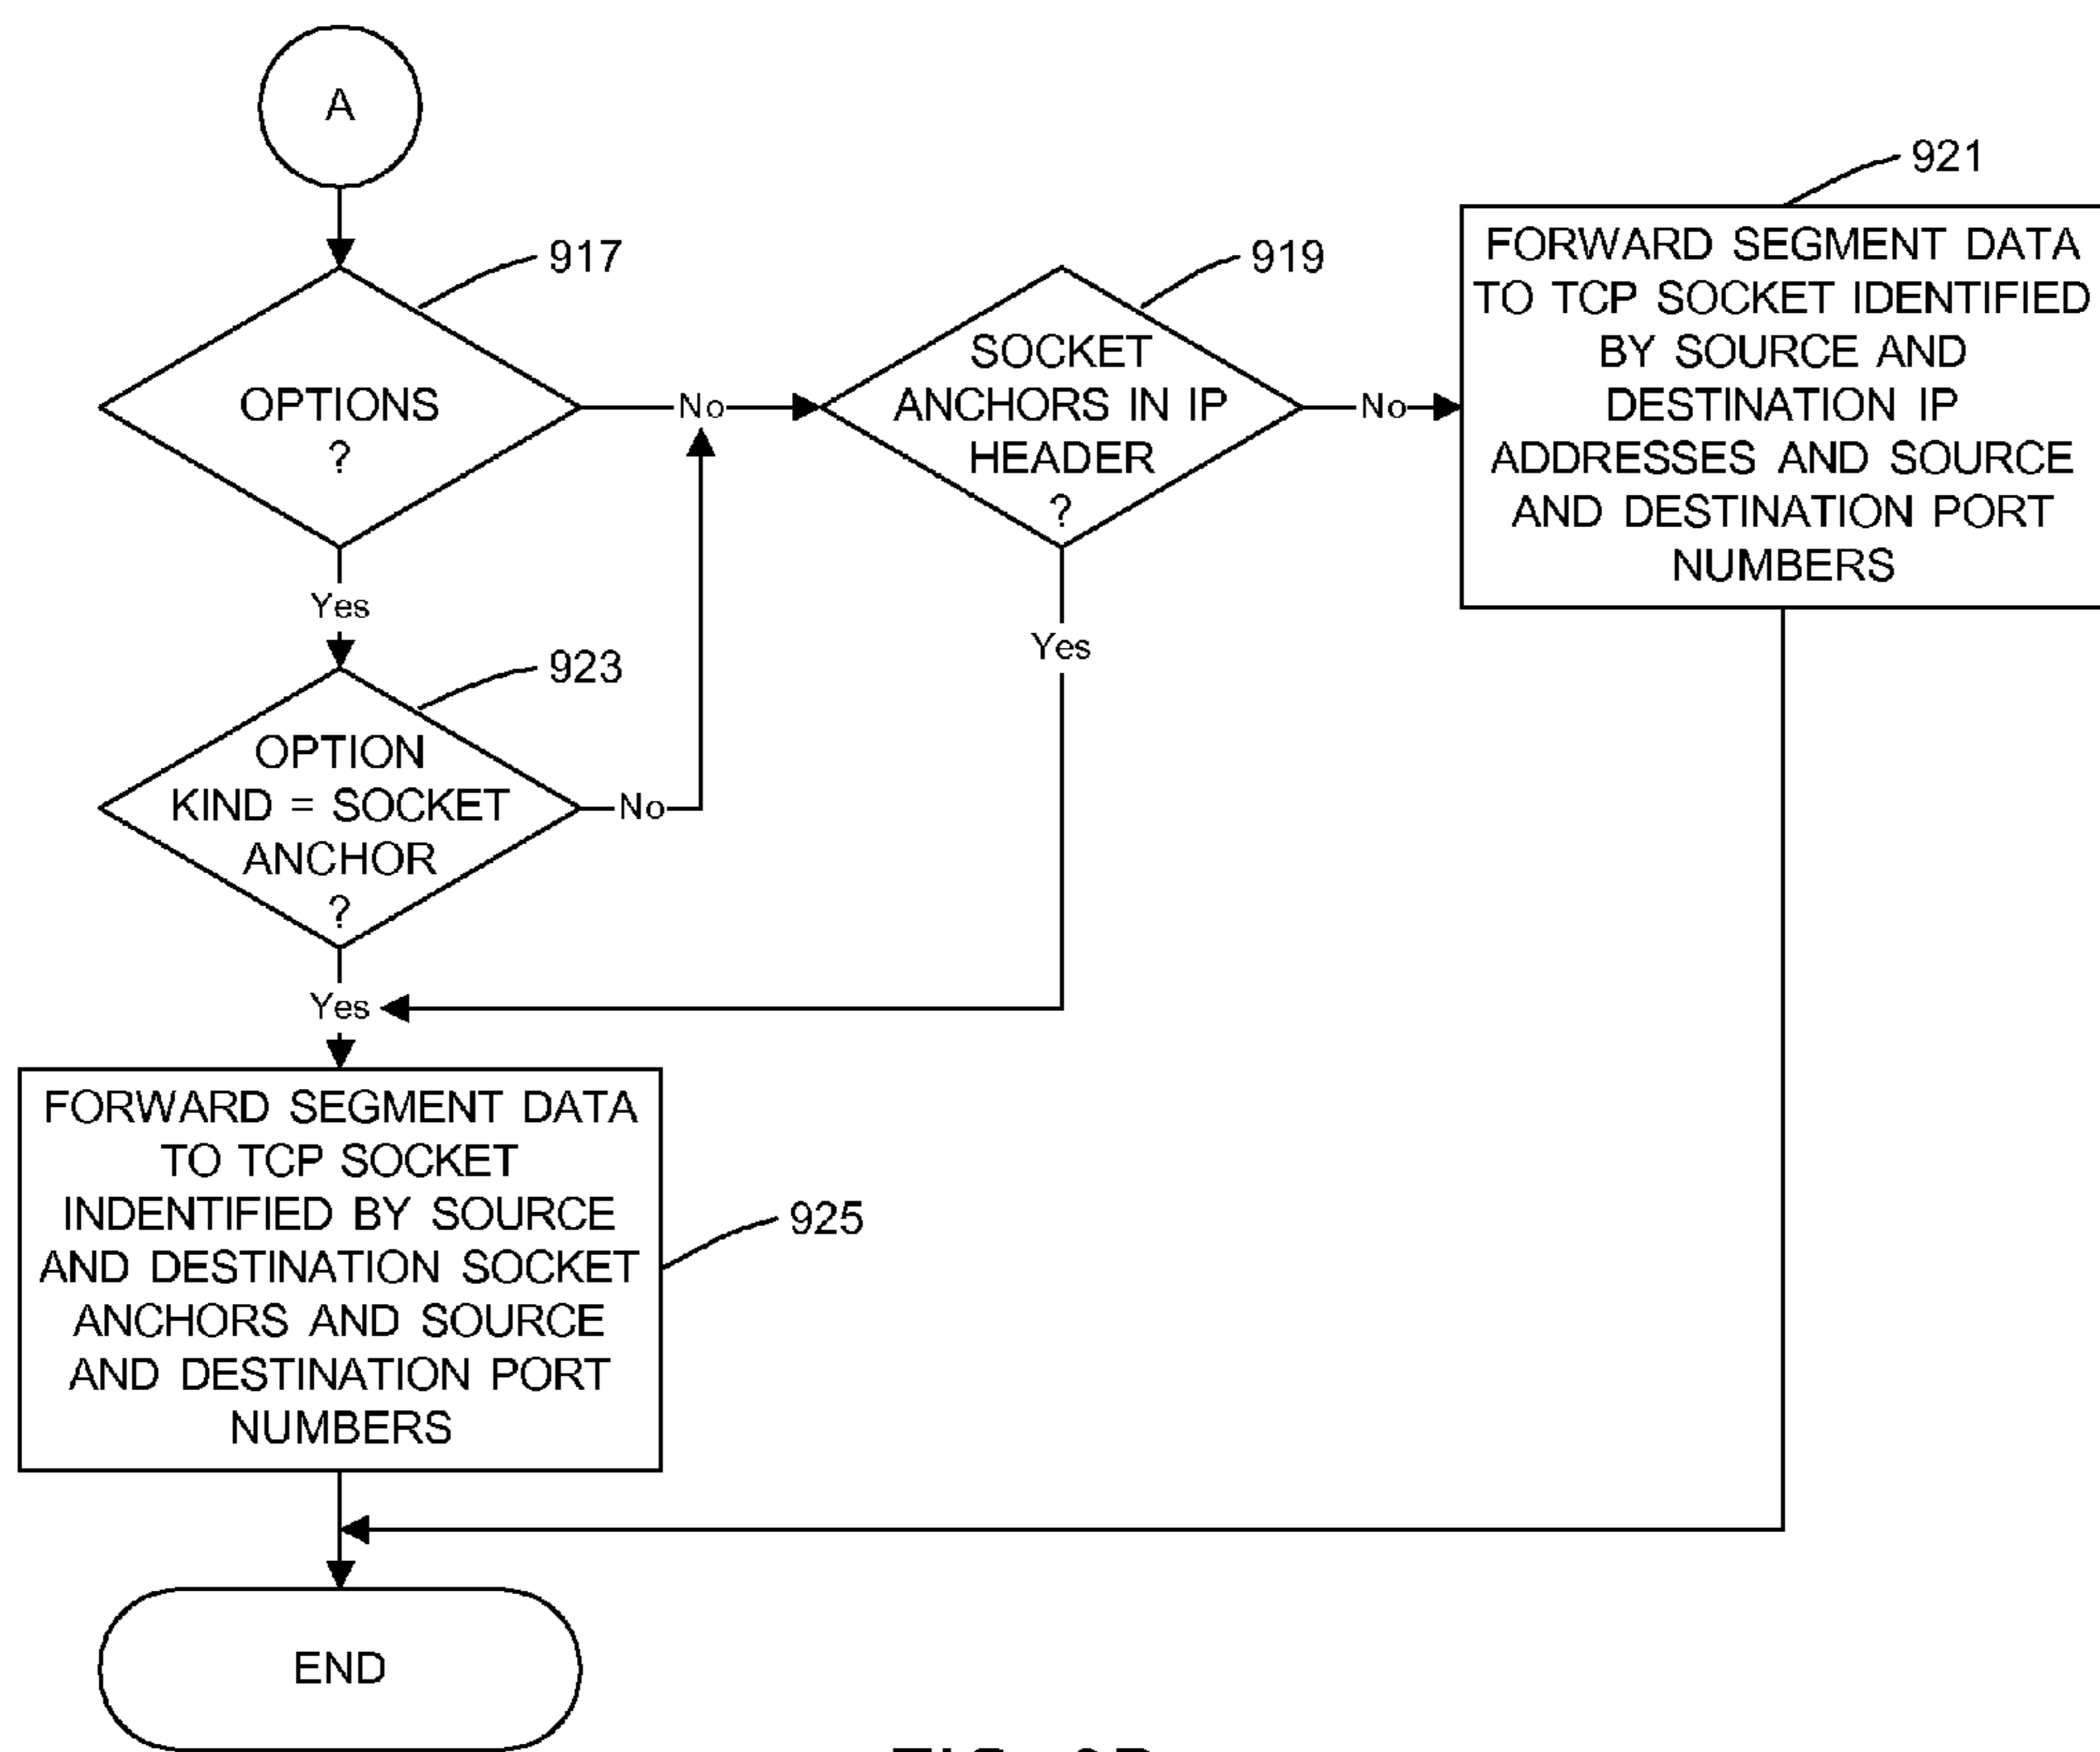 A
917
OPTIONS
?
No
Yes
919
SOCKET
ANCHORS IN IP
HEADER
?
No
Yes
921
FORWARD SEGMENT DATA
TO TCP SOCKET IDENTIFIED
BY SOURCE AND
DESTINATION IP
ADDRESSES AND SOURCE
AND DESTINATION PORT
NUMBERS
923
OPTION
KIND = SOCKET
ANCHOR
?
No
Yes
FORWARD SEGMENT DATA
TO TCP SOCKET
INDENTIFIED BY SOURCE
AND DESTINATION SOCKET
ANCHORS AND SOURCE
AND DESTINATION PORT
NUMBERS
925
END